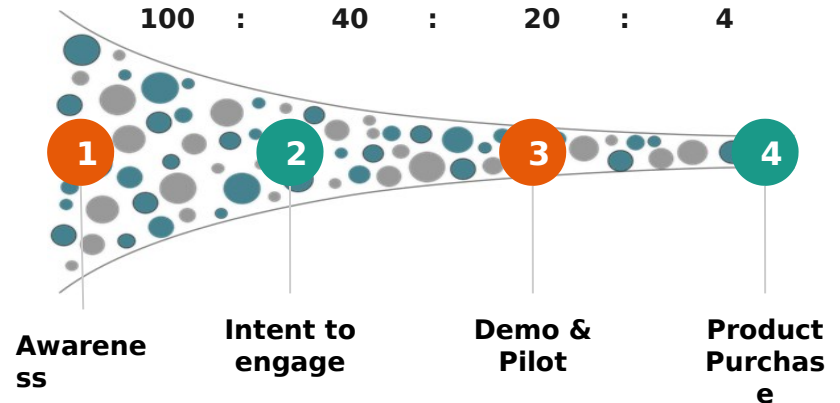 100 : 40 : 20 : 4
1 2 3 4
Awarene
ss
Intent to
engage
Demo &
Pilot
Product
Purchas
e